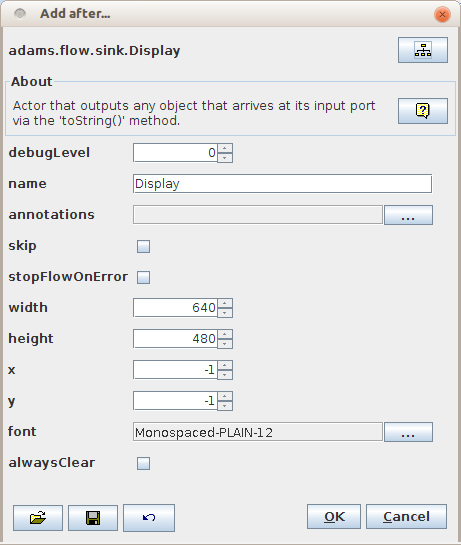 Add after...
adams.flow.sink.Display
About
Actor that outputs any object that arrives at its input port
via the 'toString()' method.
?
debugLevel 0
name Display
annotations ...
skip
stopFlowOnError
width 640
height 480
x -1
y -1
font Monospaced-PLAIN-12 ...
alwaysClear
OK Cancel